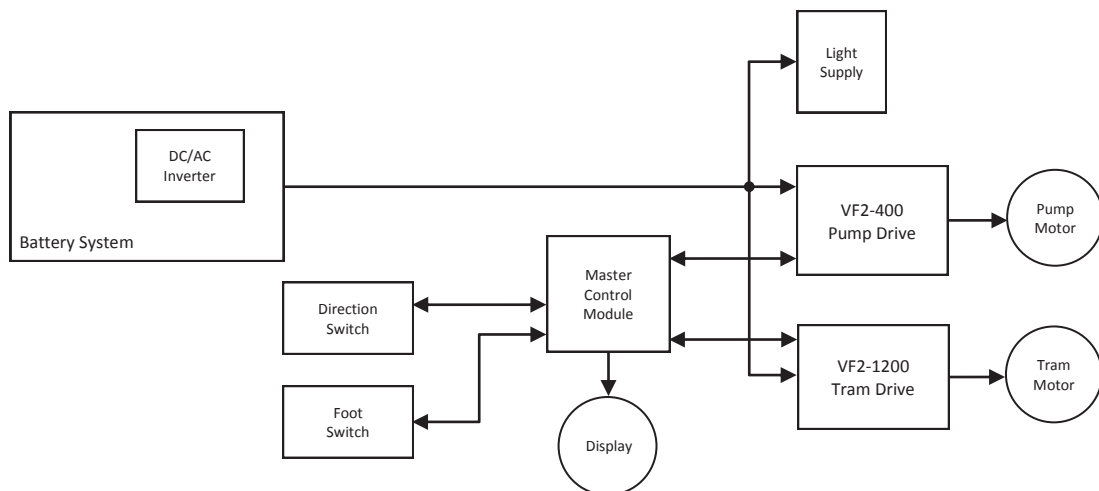 Light
Supply
DC/AC
Inverter
Battery System
VF2-400
Pump Drive
Pump
Motor
Master
Control
Module
Direction
Switch
VF2-1200
Tram Drive
Tram
Motor
Foot
Switch
Display